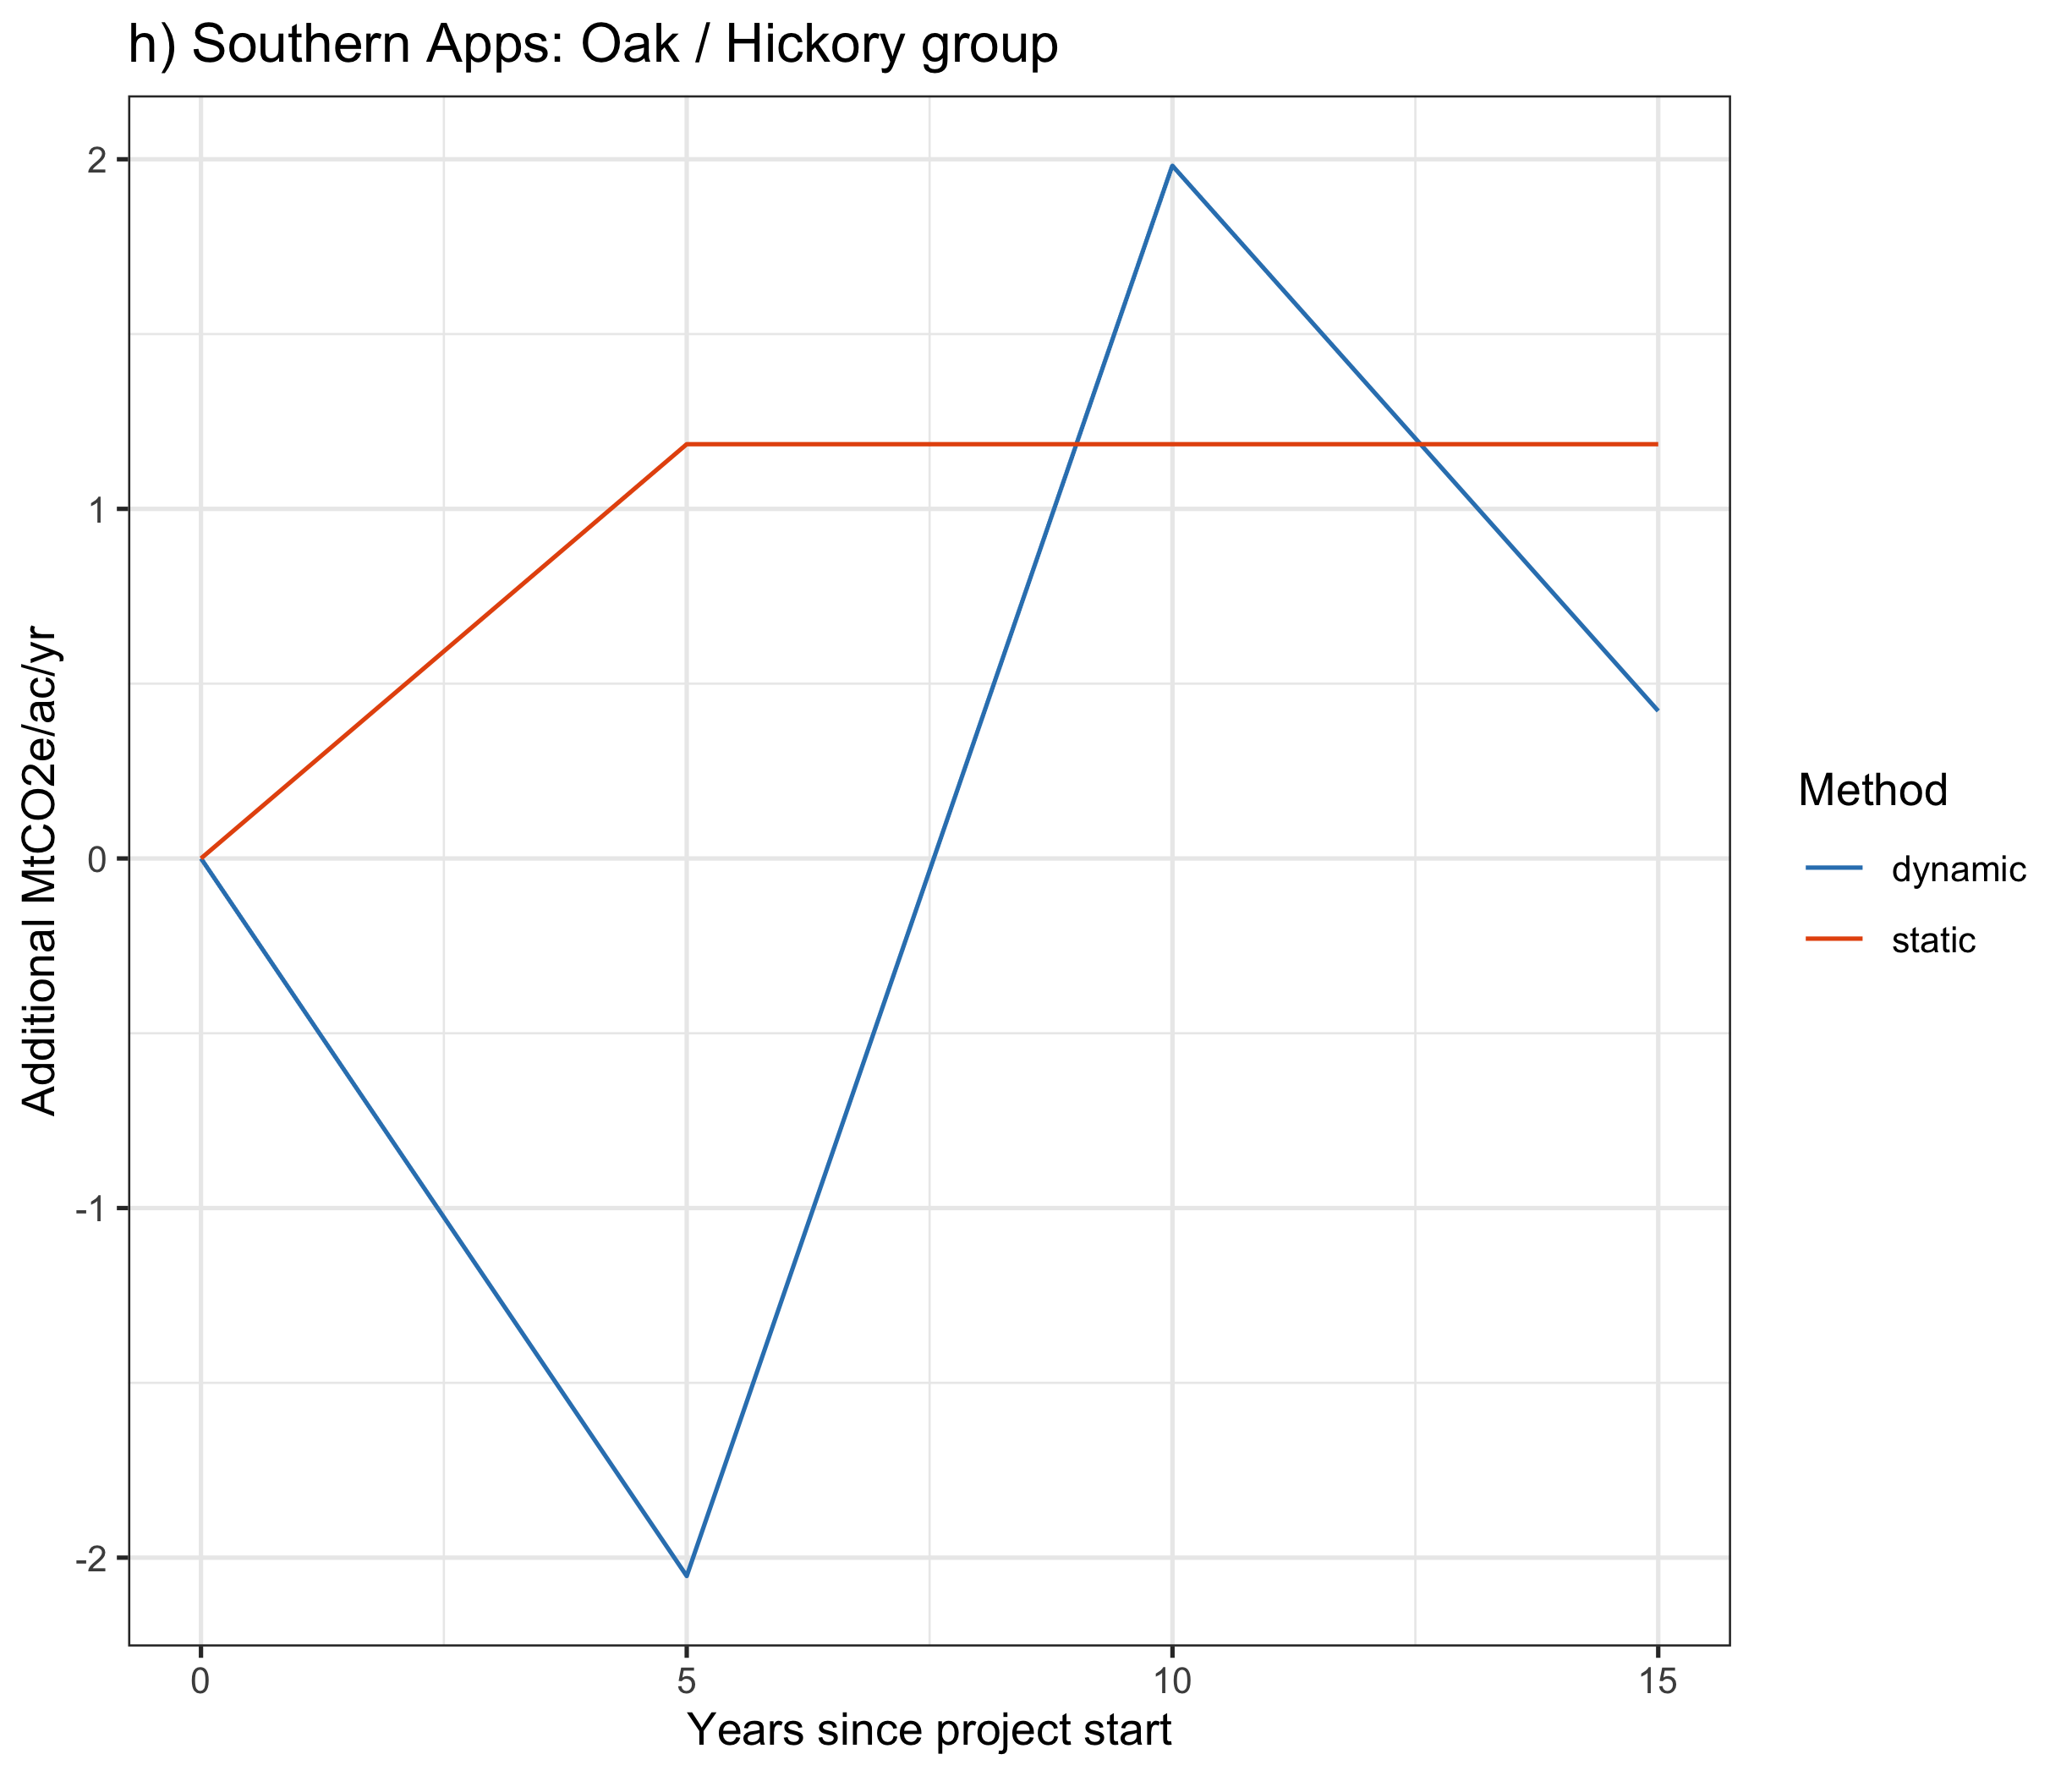 h) Southern Apps: Oak / Hickory group
Additional MtCO2e/ac/yr
2
1
0
-1
-2
0 5 10 15
Years since project start
Method
dynamic
static